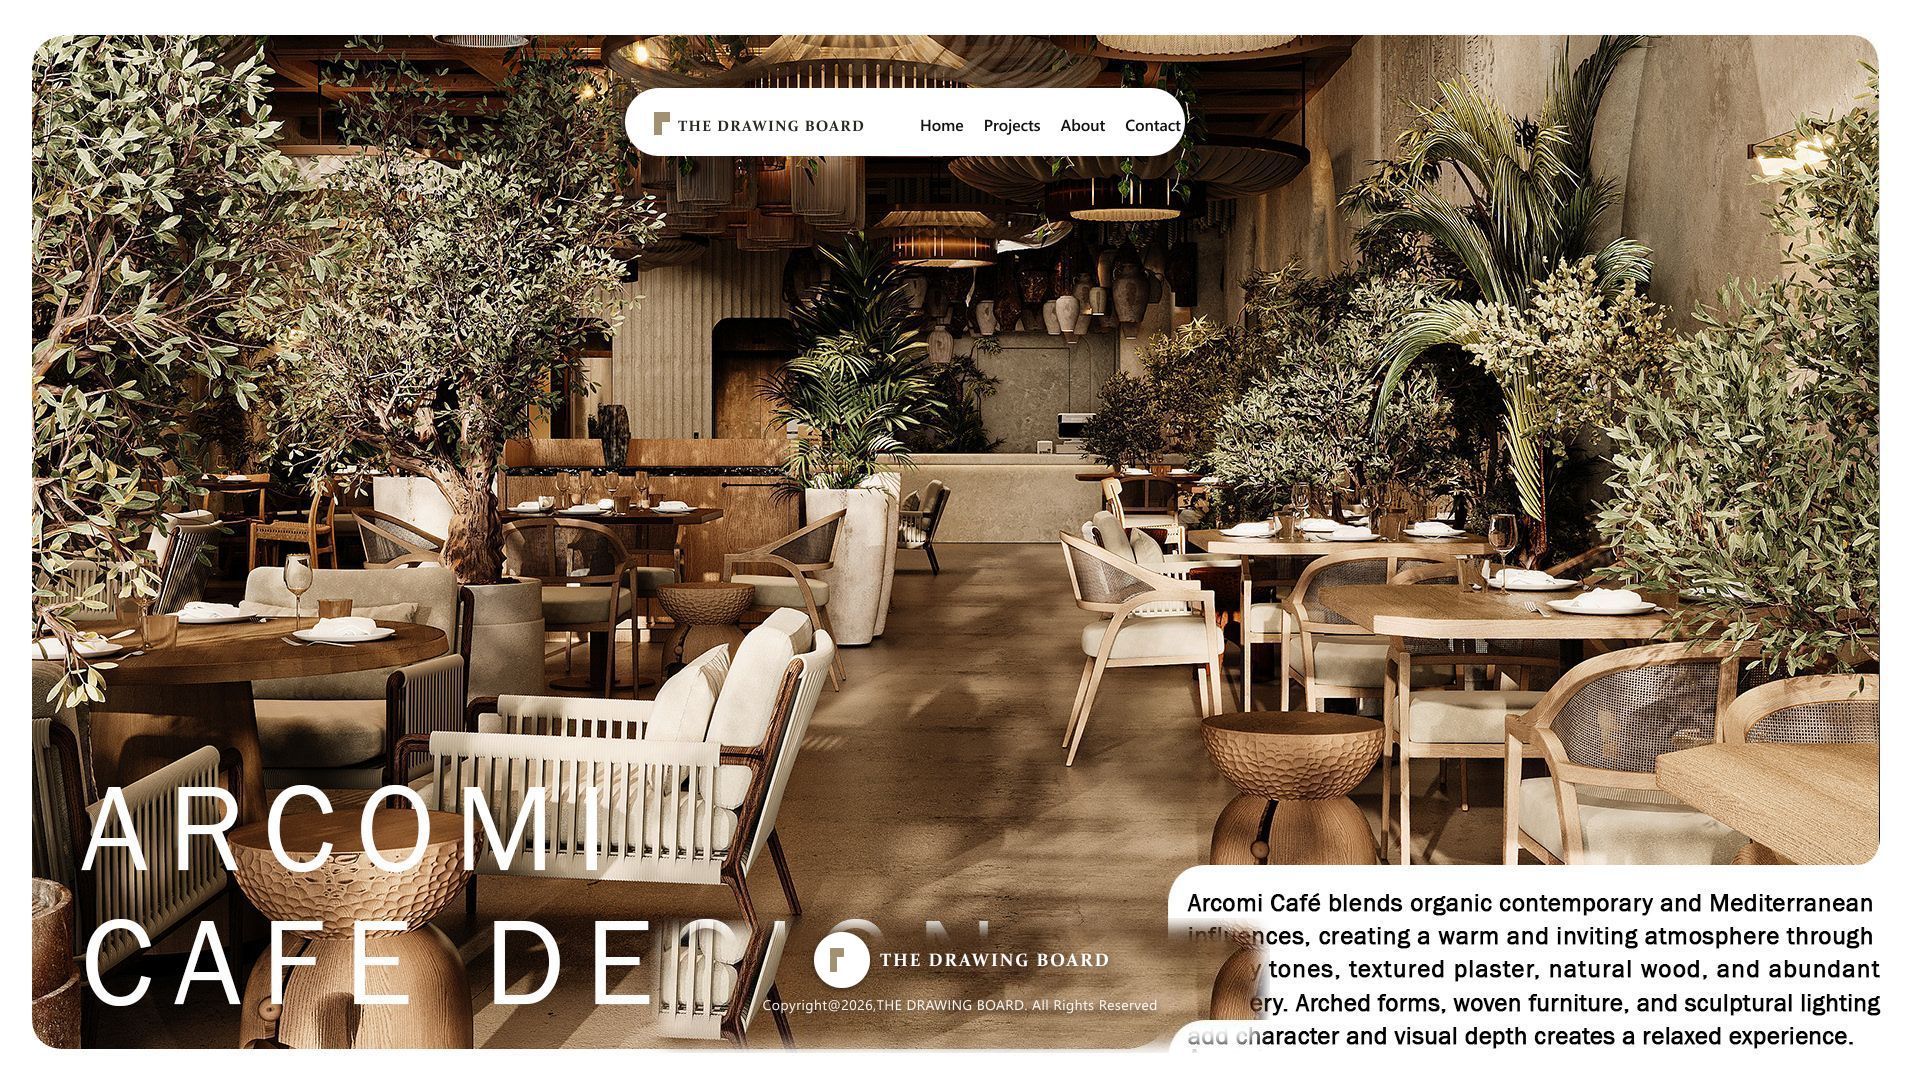 THE DRAWING BOARD Home Projects About Contact
ARCOMI
CAFE DE
Arcomi Café blends organic contemporary and Mediterranean
creating a warm and inviting atmosphere through
tones, textured plaster, natural wood, and abundant
Arched forms, woven furniture, and sculptural lighting
add character and visual depth creates a relaxed experience.
THE DRAWING BOARD
Copyright@2026,THE DRAWING BOARD. All Rights Reserved